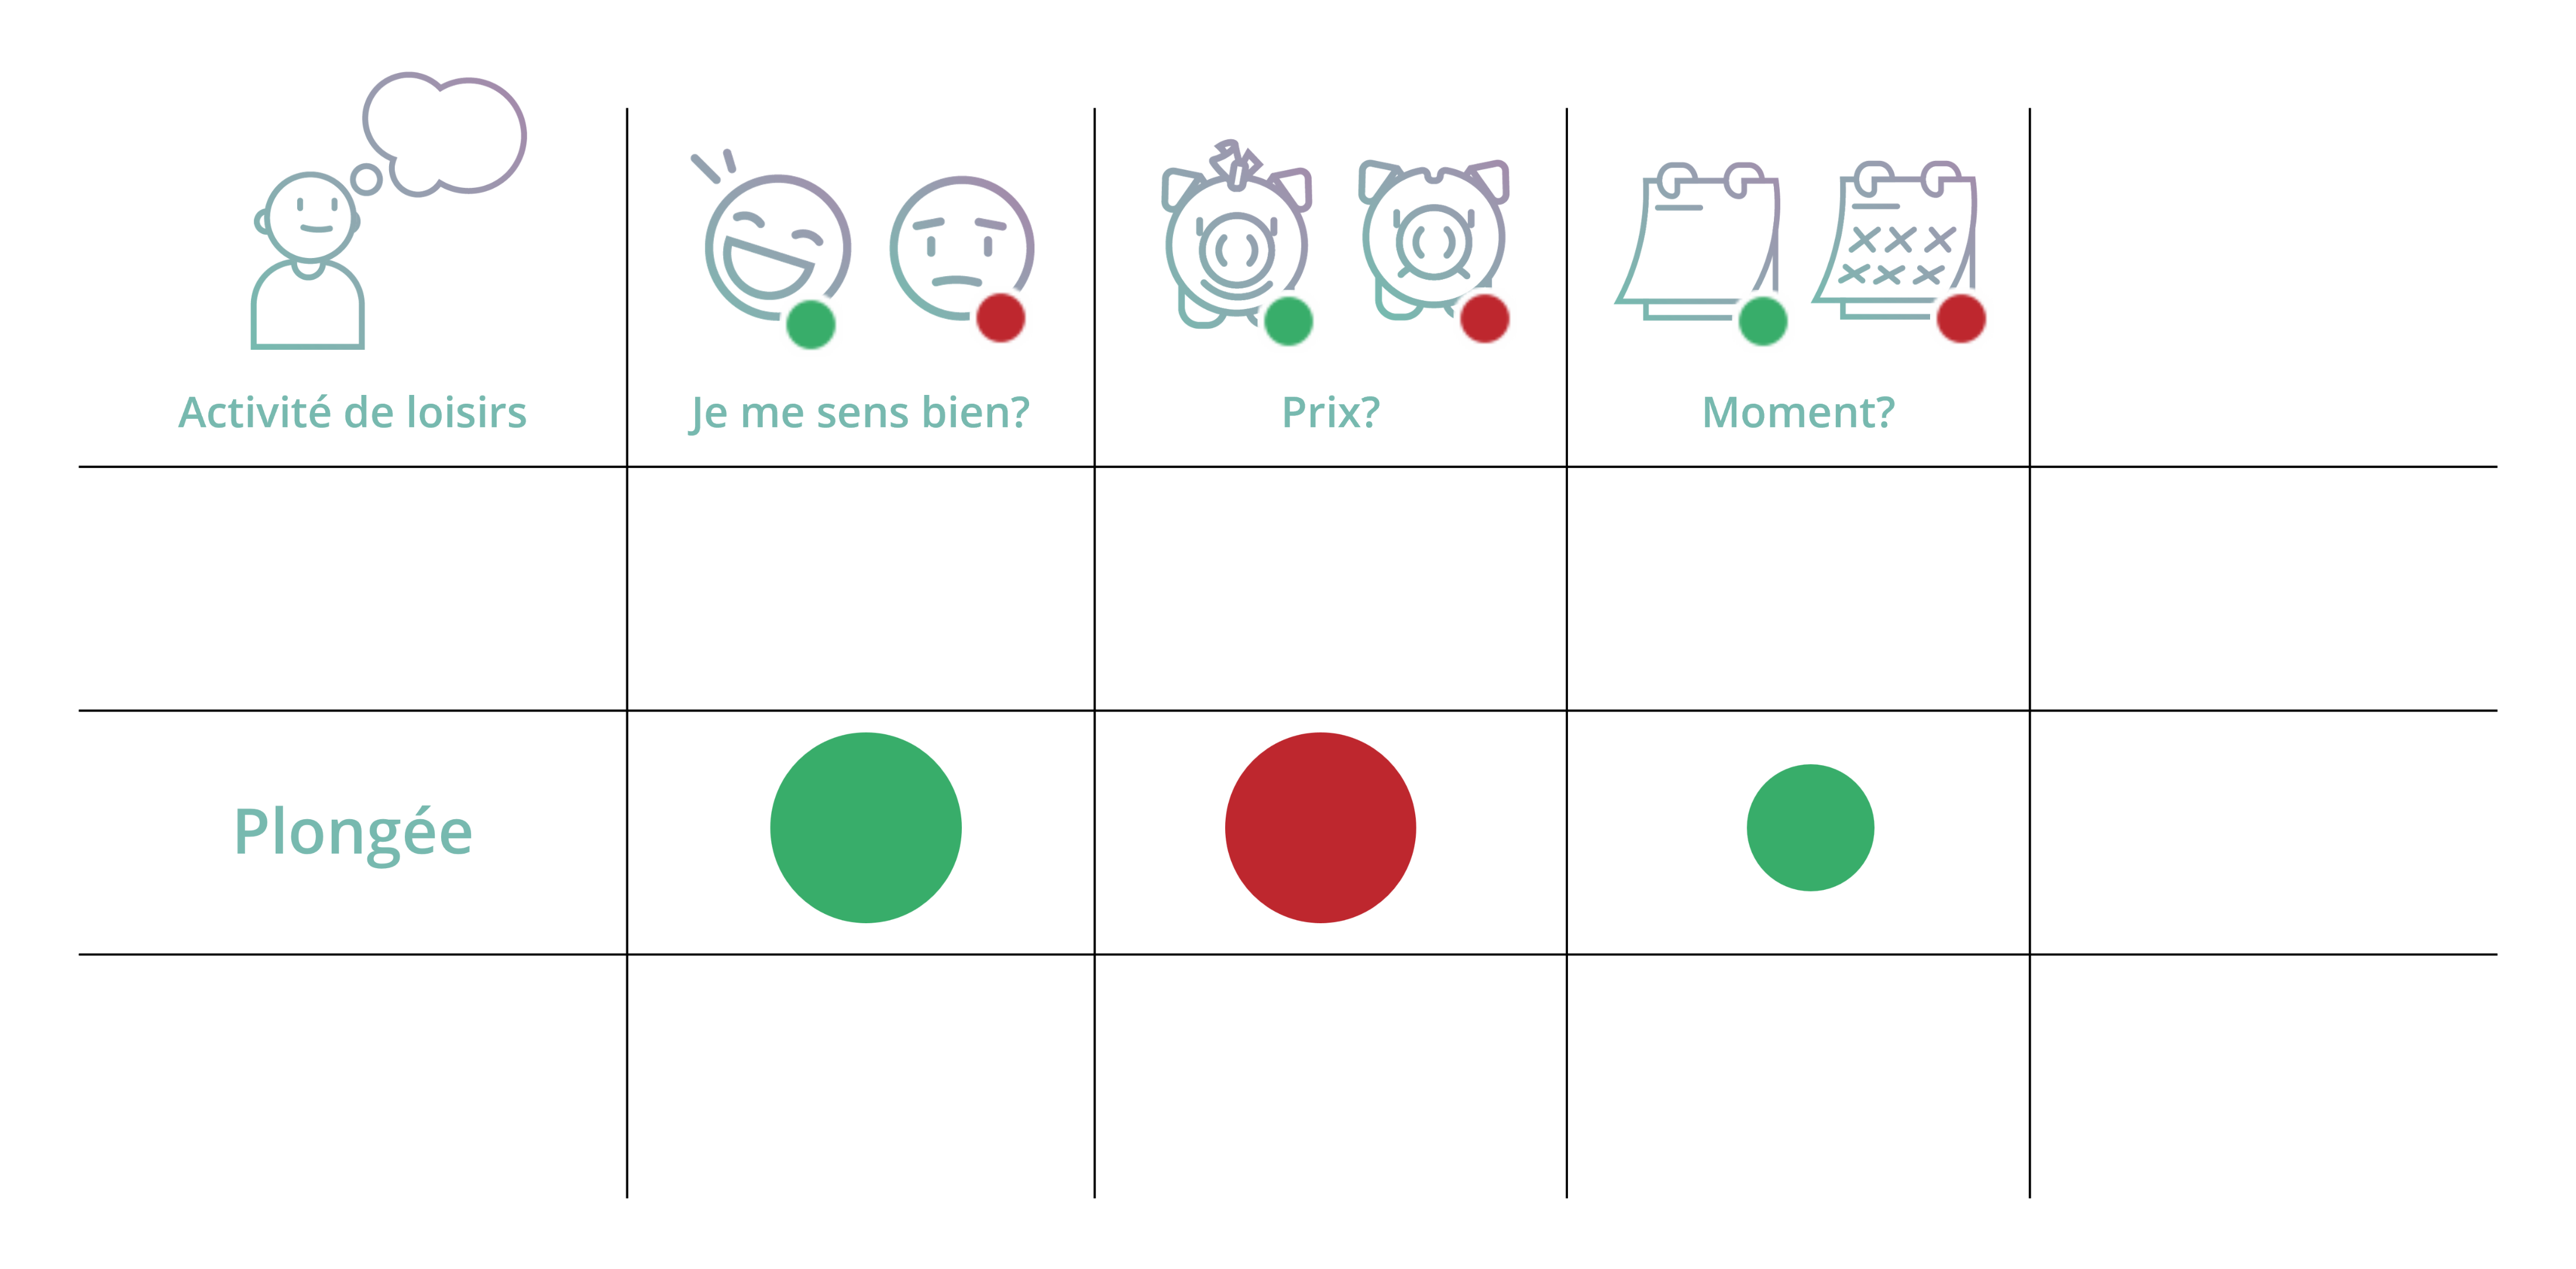 Activité de loisirs
Je me sens bien?
Prix?
Moment?
Plongée